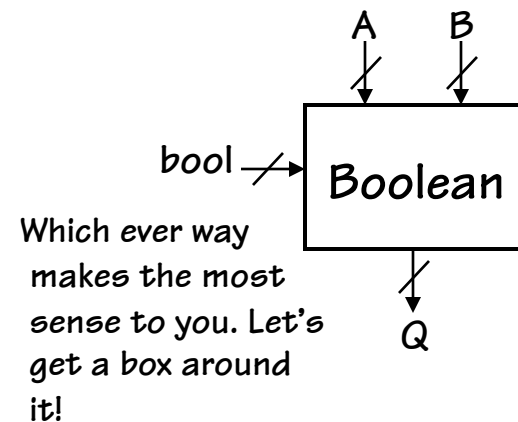 A B
bool
Boolean
Which ever way
makes the most
sense to you. Let's
get a box around
it!
Q